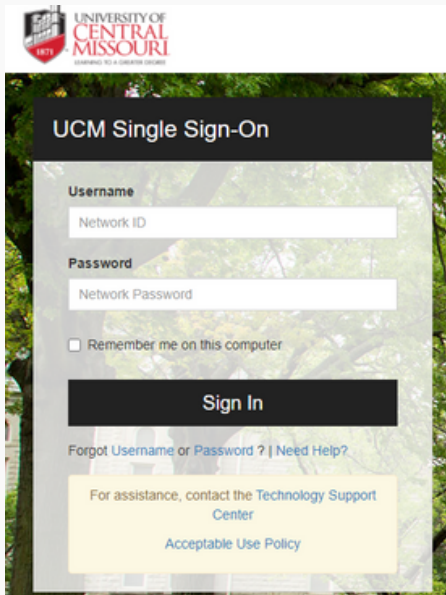 UNIVERSITY OF
CENTRAL
MISSOURI
LEARNING TO A GREATER DEGREE
1871
UCM Single Sign-On
Username
Network ID
Password
Network Password
Remember me on this computer
Sign In
Forgot Username or Password ? | Need Help?
For assistance, contact the Technology Support
Center
Acceptable Use Policy